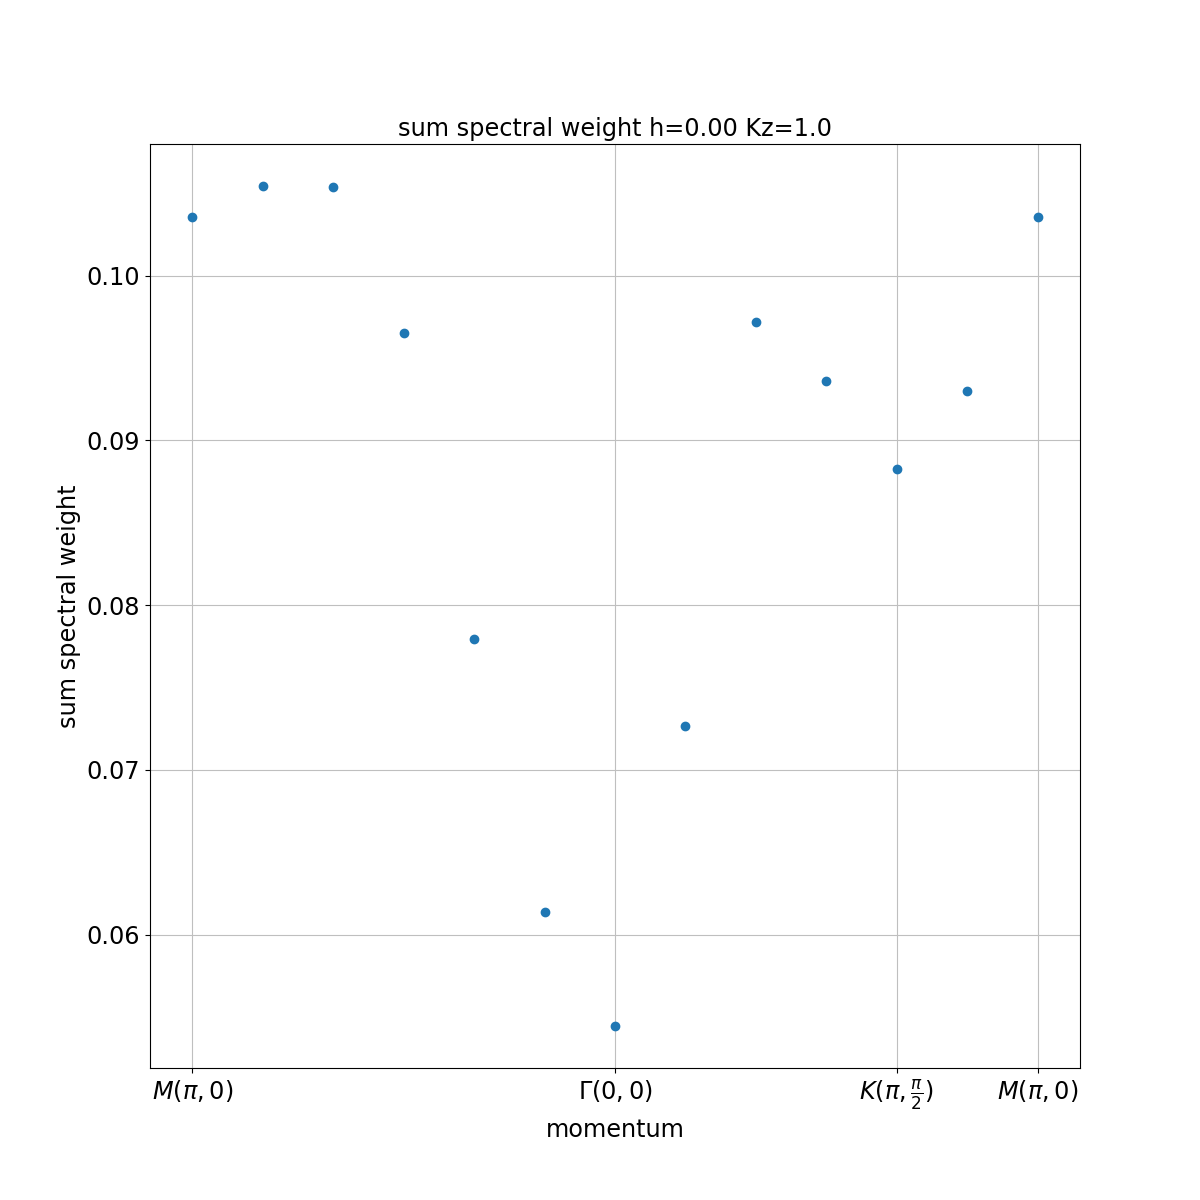 sum spectral weight h=0.00 Kz=1.0
0.10
0.09
0.08
0.07
0.06
sum spectral weight
M(π, 0) Γ(0, 0) K(π, π/2) M(π, 0)
momentum